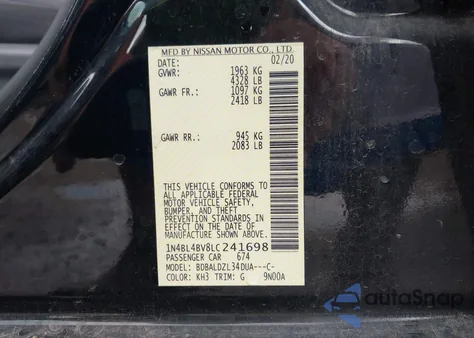 MFD BY NISSAN MOTOR CO., LTD
DATE: 02/20
GVWR: 1963 KG
4328 LB
GAWR FR.: 1097 KG
2418 LB
GAWR RR.: 945 KG
2083 LB
THIS VEHICLE CONFORMS TO
ALL APPLICABLE FEDERAL
MOTOR VEHICLE SAFETY,
BUMPER, AND THEFT
PREVENTION STANDARDS
IN EFFECT ON THE DATE OF
MANUFACTURE SHOWN ABOVE.
1N4BL4BV8LC241698
PASSENGER CAR 674
MODEL: BDBALDZL34DUA---C-
COLOR: KH3 TRIM: G 9N00A
autoSnap